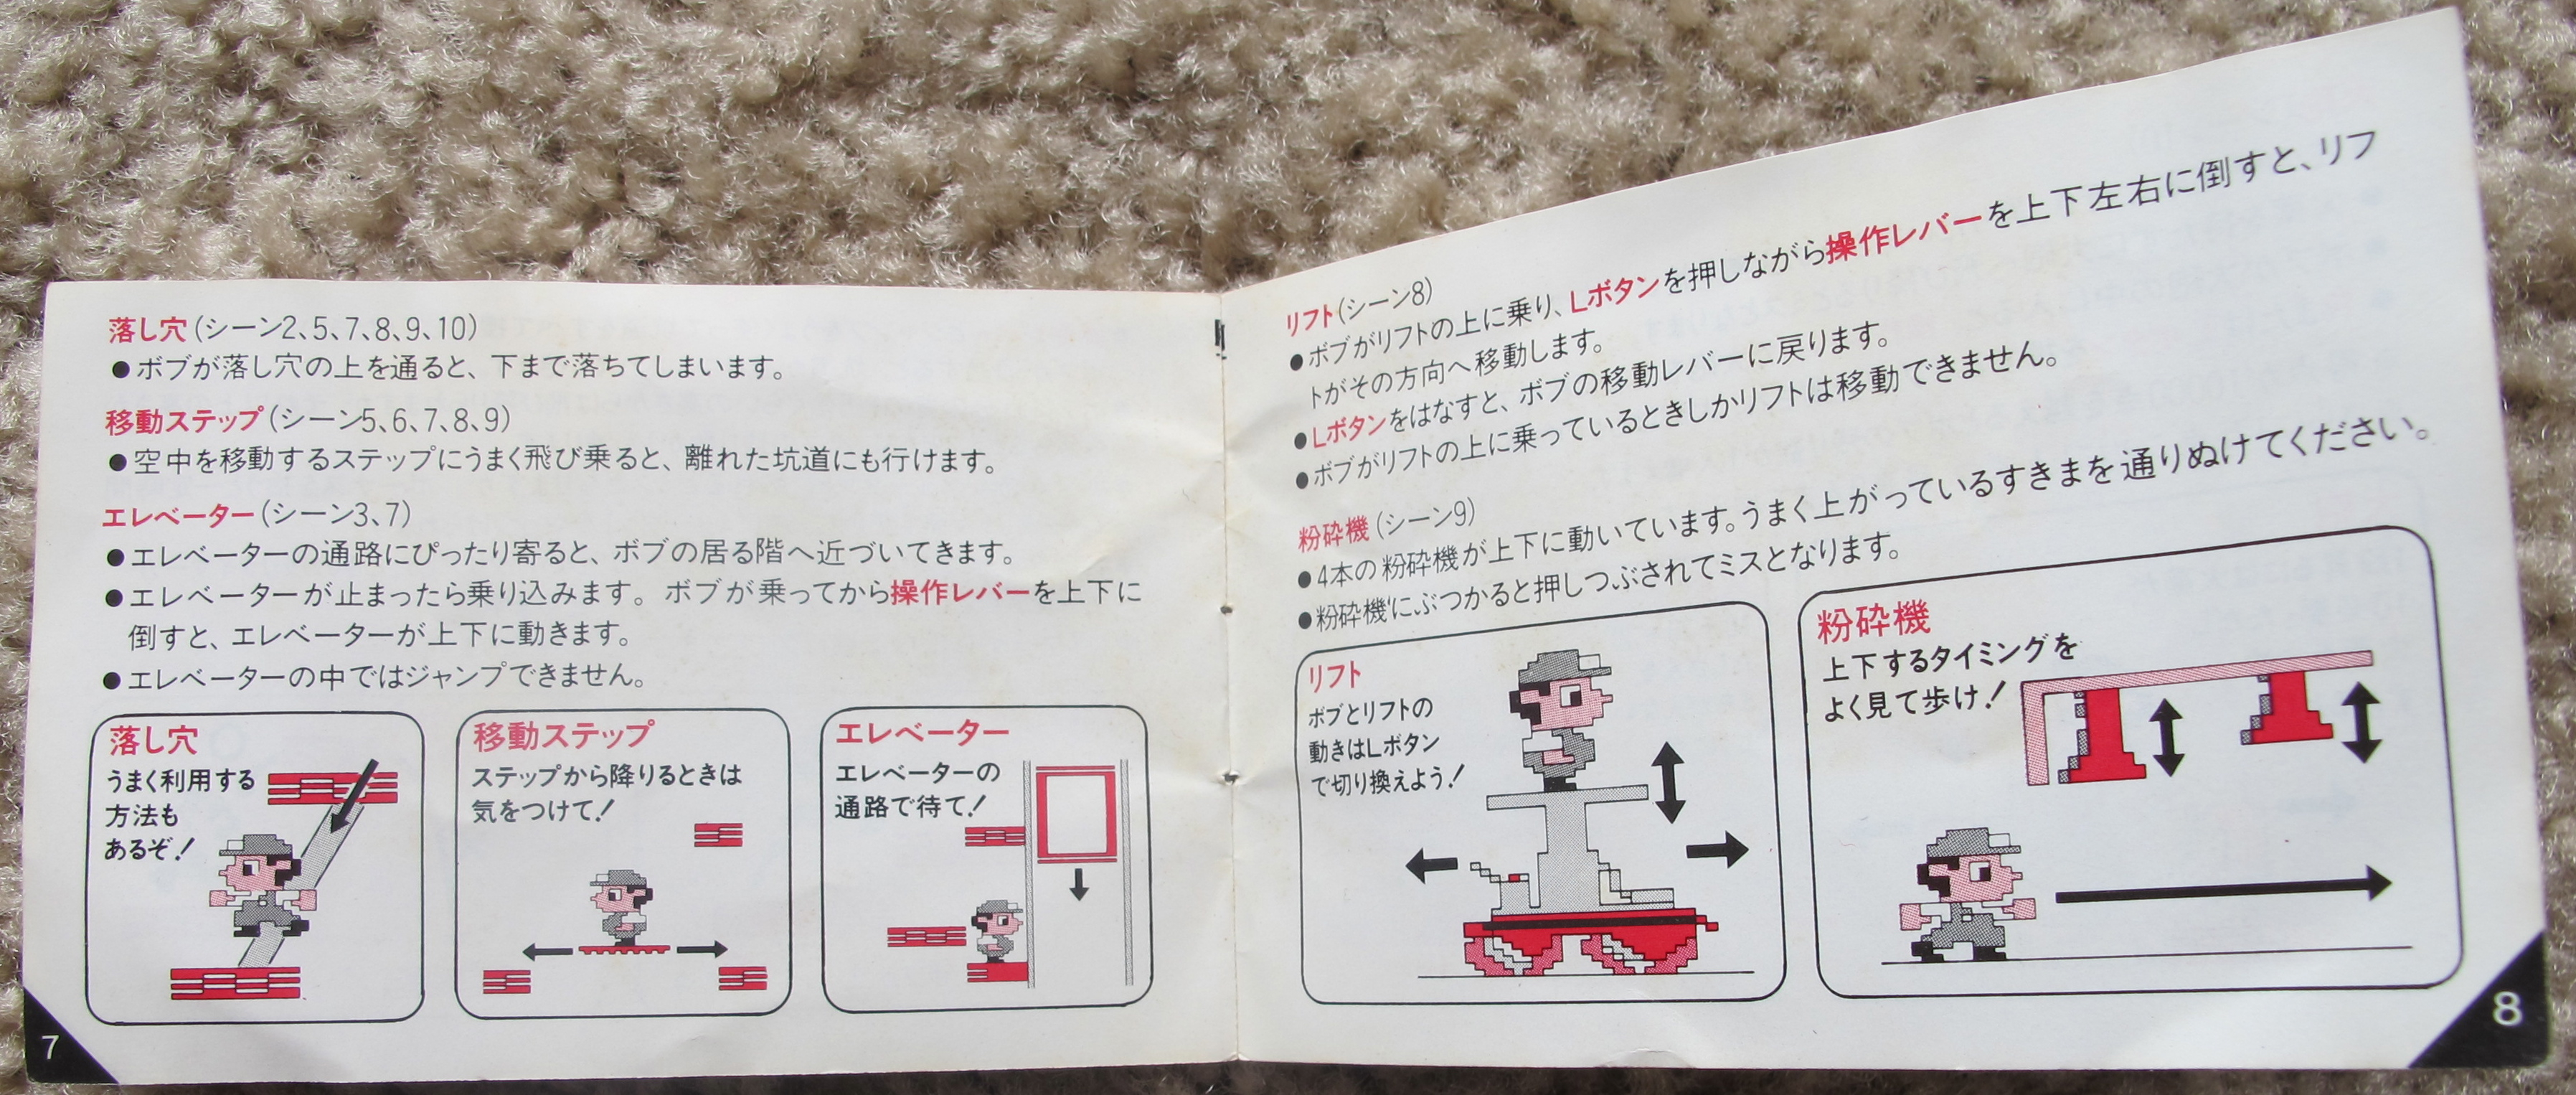 落し穴(シーン2、5、7、8、9、10)
●ボブが落し穴の上を通ると、下まで落ちてしまいます。
移動ステップ(シーン5、6、7、8、9)
●空中を移動するステップにうまく飛び乗ると、離れた坑道にも行けます。
エレベーター(シーン3、7)
●エレベーターの通路にぴったり寄ると、ボブの居る階へ近づいてきます。
●エレベーターが止まったら乗り込みます。ボブが乗ってから操作レバーを上下に
倒すと、エレベーターが上下に動きます。
●エレベーターの中ではジャンプできません。
落し穴
うまく利用する
方法も
あるぞ!
移動ステップ
ステップから降りるときは
気をつけて!
エレベーター
エレベーターの
通路で待て!
7
リフト(シーン8)
●ボブがリフトの上に乗り、Lボタンを押しながら操作レバーを上下左右に倒すと、リフ
トがその方向へ移動します。
●Lボタンをはなすと、ボブの移動レバーに戻ります。
●ボブがリフトの上に乗っているときしかリフトは移動できません。
粉砕機(シーン9)
●4本の粉砕機が上下に動いています。うまく上がっているすきまを通りぬけてください。
●粉砕機にぶつかると押しつぶされてミスとなります。
リフト
ボブとリフトの
動きはLボタン
で切り換えよう!
粉砕機
上下するタイミングを
よく見て歩け!
8